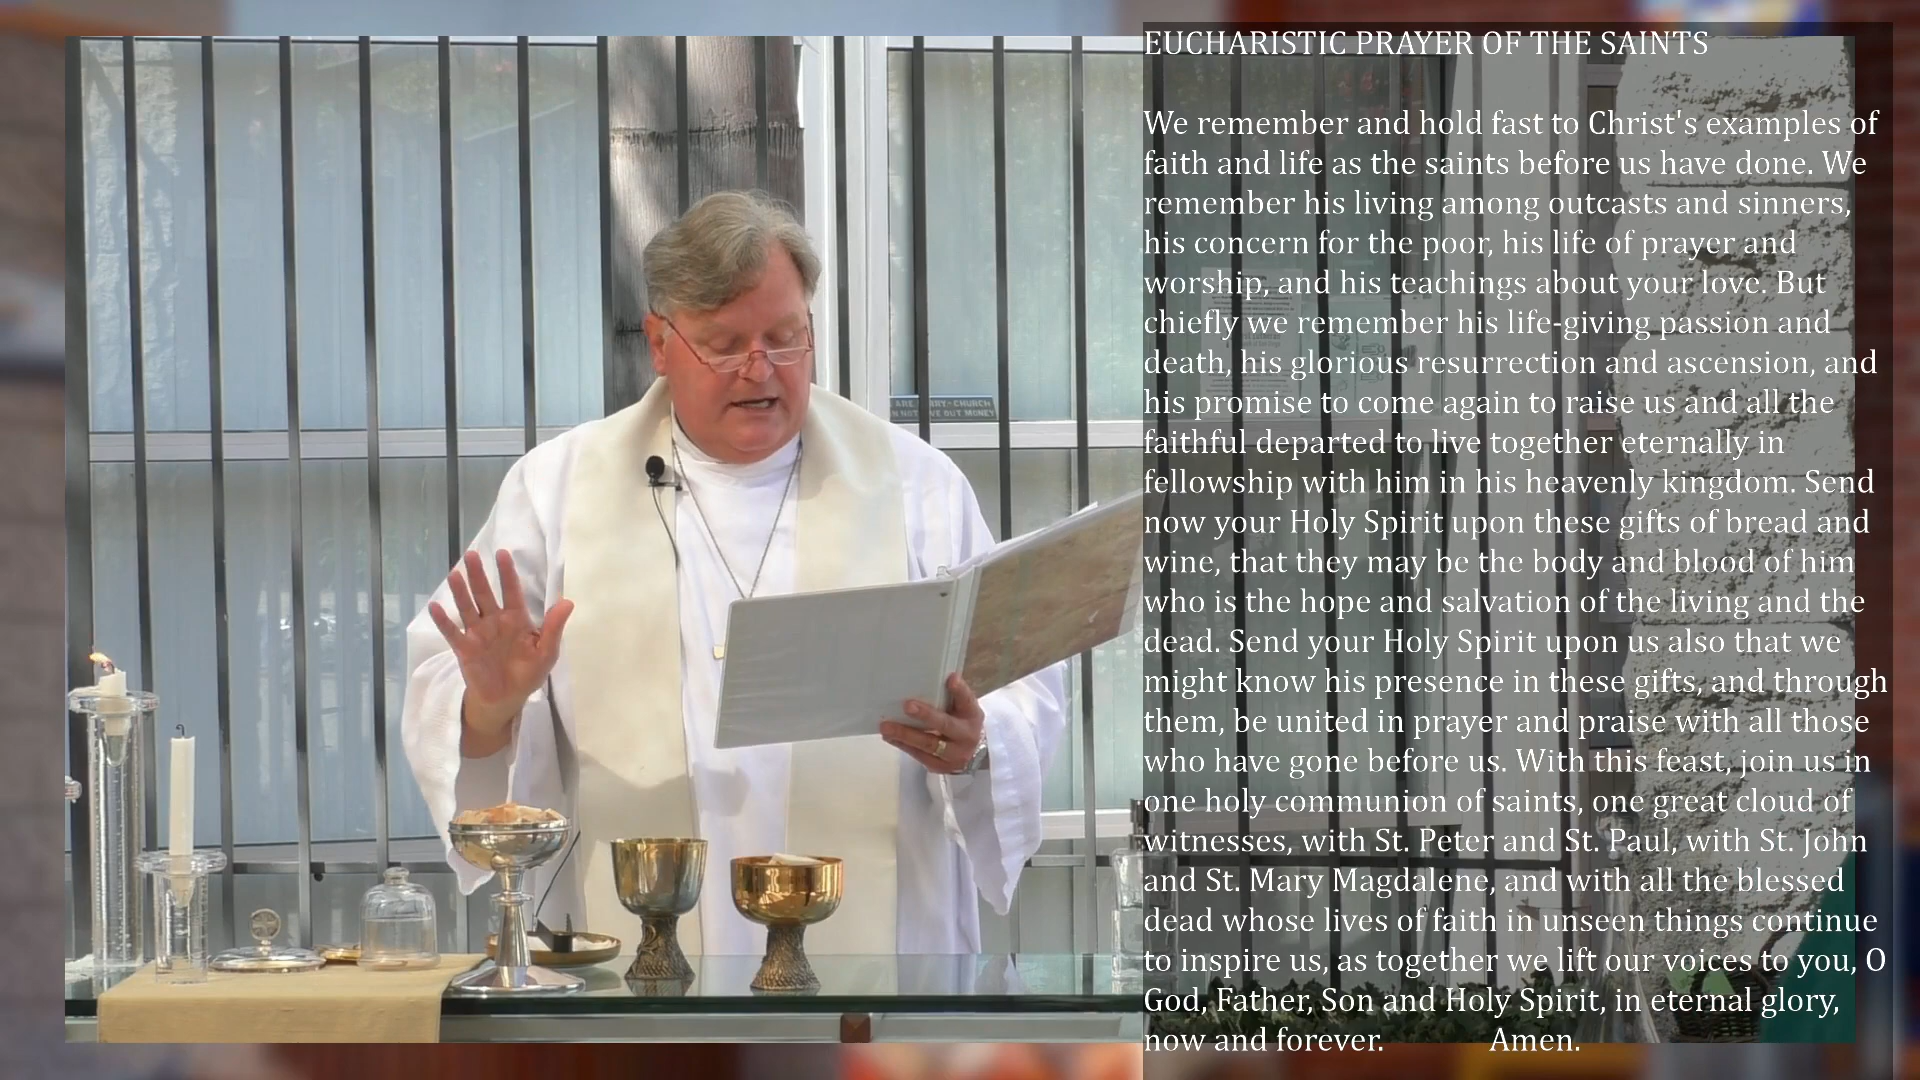 EUCHARISTIC PRAYER OF THE SAINTS
We remember and hold fast to Christ's examples of
faith and life as the saints before us have done. We
remember his living among outcasts and sinners,
his concern for the poor, his life of prayer and
worship, and his teachings about your love. But
chiefly we remember his life-giving passion and
death, his glorious resurrection and ascension, and
his promise to come again to raise us and all the
faithful departed to live together eternally in
fellowship with him in his heavenly kingdom. Send
now your Holy Spirit upon these gifts of bread and
wine, that they may be the body and blood of him
who is the hope and salvation of the living and the
dead. Send your Holy Spirit upon us also that we
might know his presence in these gifts, and through
them, be united in prayer and praise with all those
who have gone before us. With this feast, join us in
one holy communion of saints, one great cloud of
witnesses, with St. Peter and St. Paul, with St. John
and St. Mary Magdalene, and with all the blessed
dead whose lives of faith in unseen things continue
to inspire us, as together we lift our voices to you, O
God, Father, Son and Holy Spirit, in eternal glory,
now and forever. Amen.
ARE CHURCH
OUT MONEY